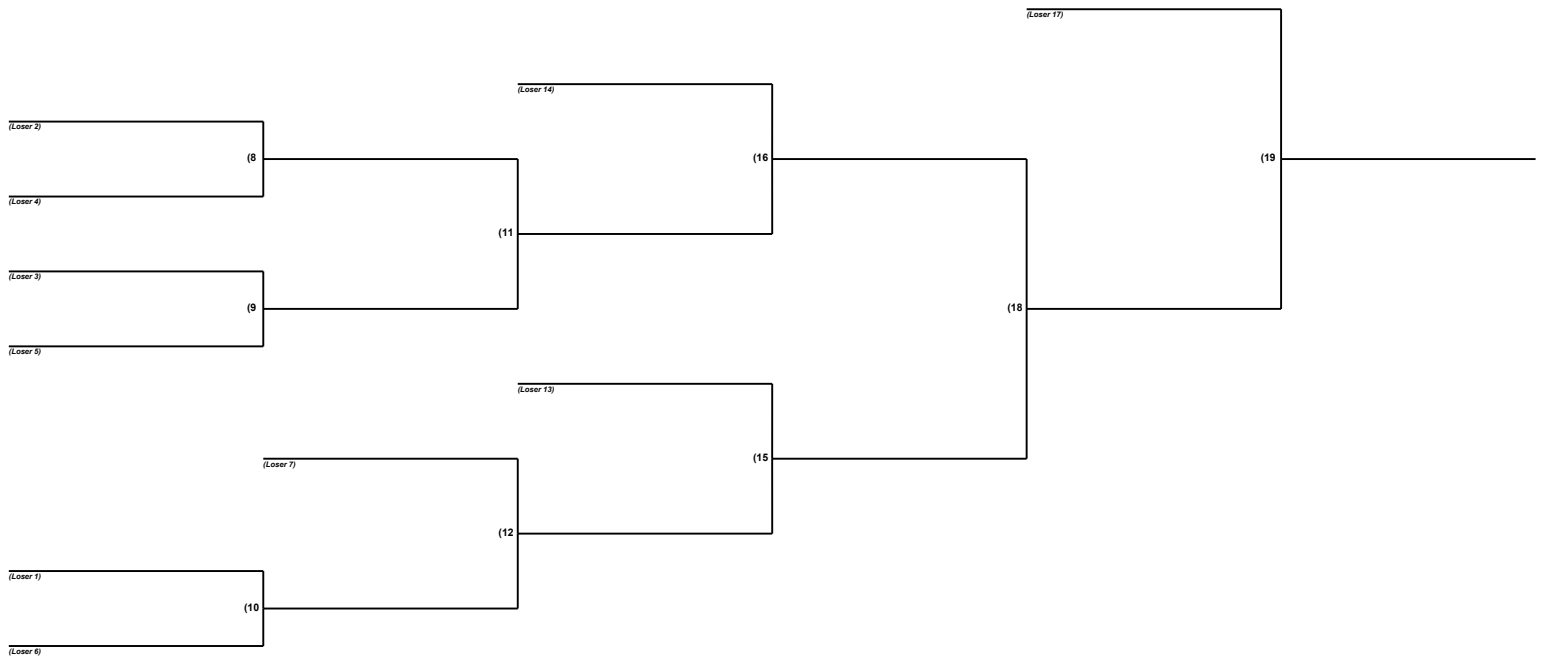 (Loser 17)
(Loser 14)
(Loser 2)
(8
(16
(19
(Loser 4)
(11
(Loser 3)
(9
(18
(Loser 5)
(Loser 13)
(15
(Loser 7)
(12
(Loser 1)
(10
(Loser 6)